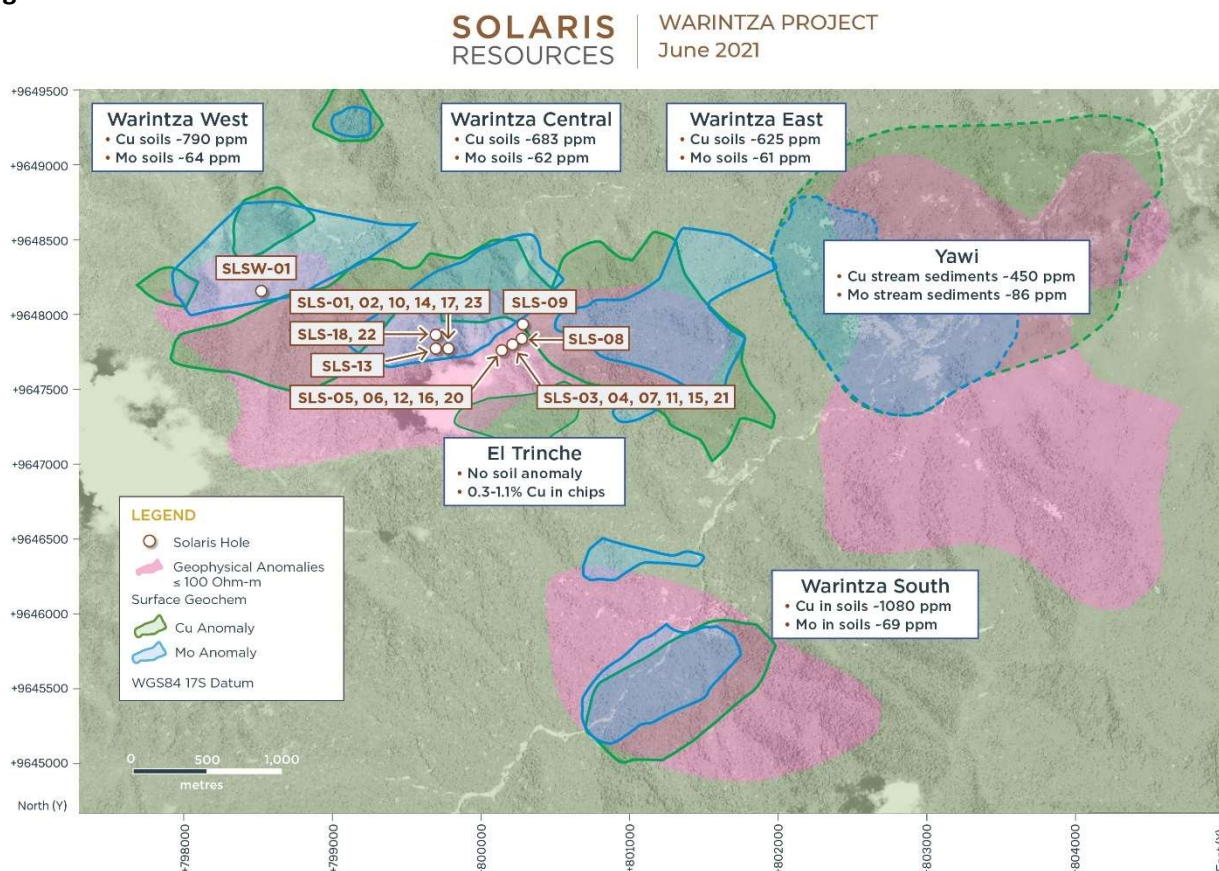 SOLARIS
RESOURCES
WARINTZA PROJECT
June 2021
+9649500
+9649000
+9648500
+9648000
+9647500
+9647000
+9646500
+9646000
+9645500
+9645000
North (Y)
Warintza West
• Cu soils ~790 ppm
• Mo soils ~64 ppm
Warintza Central
• Cu soils ~683 ppm
• Mo soils ~62 ppm
Warintza East
• Cu soils ~625 ppm
• Mo soils ~61 ppm
Yawi
• Cu stream sediments ~450 ppm
• Mo stream sediments ~86 ppm
SLSW-01
SLS-01, 02, 10, 14, 17, 23
SLS-09
SLS-18, 22
SLS-08
SLS-13
SLS-05, 06, 12, 16, 20
SLS-03, 04, 07, 11, 15, 21
El Trinche
• No soil anomaly
• 0.3-1.1% Cu in chips
Warintza South
• Cu in soils ~1080 ppm
• Mo in soils ~69 ppm
LEGEND
Solaris Hole
Geophysical Anomalies
≤ 100 Ohm-m
Surface Geochem
Cu Anomaly
Mo Anomaly
WGS84 17S Datum
0 500 1,000
metres
+798000
+799000
+800000
+801000
+802000
+803000
+804000